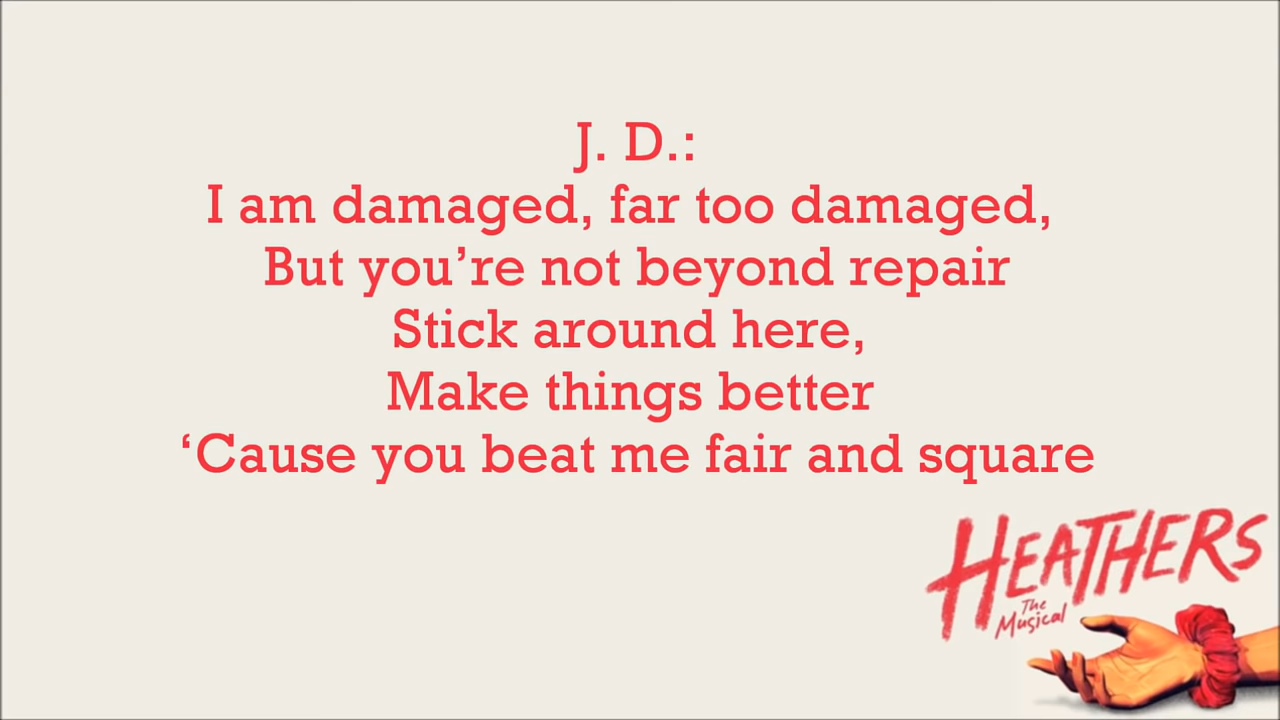 J. D.:
I am damaged, far too damaged,
But you’re not beyond repair
Stick around here,
Make things better
‘Cause you beat me fair and square
HEATHERS
The
Musical